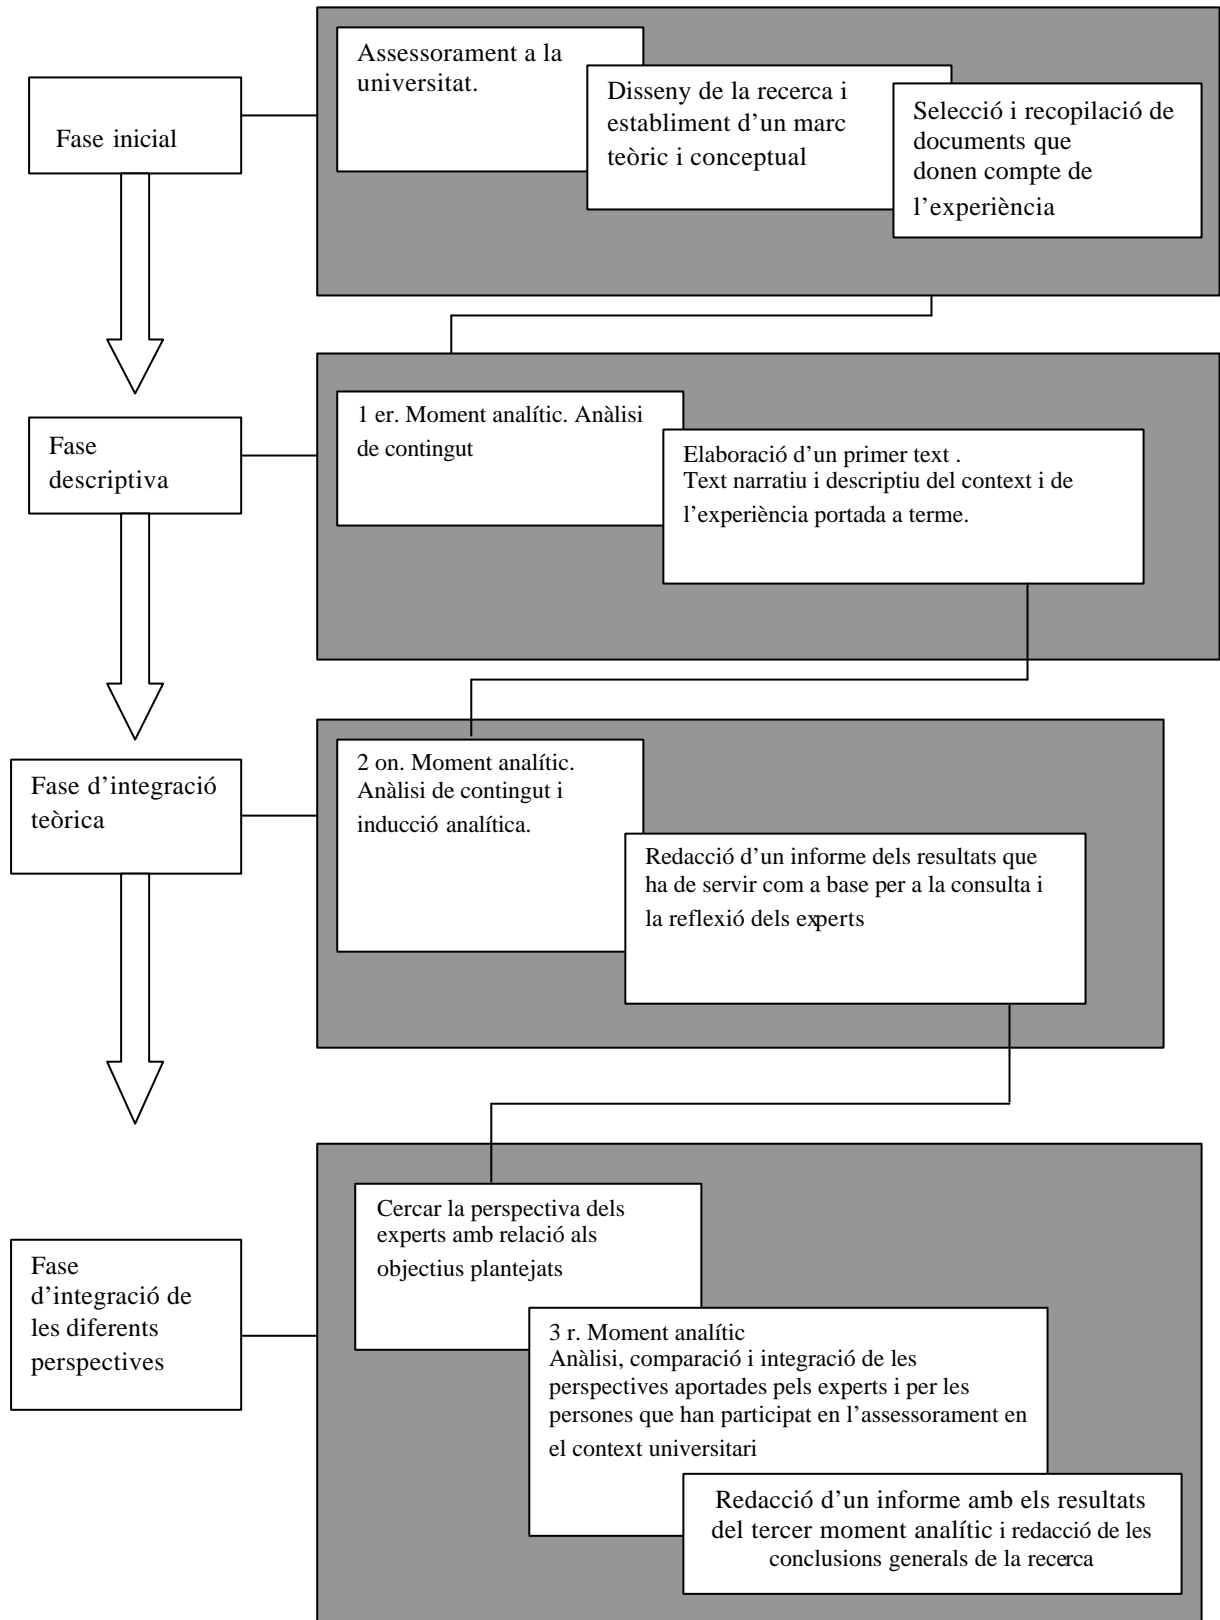 Fase inicial
Assessorament a la
universitat.
Disseny de la recerca i
establiment d’un marc
teòric i conceptual
Selecció i recopilació de
documents que
donen compte de
l’experiència
Fase
descriptiva
1 er. Moment analític. Anàlisi
de contingut
Elaboració d’un primer text .
Text narratiu i descriptiu del context i de
l’experiència portada a terme.
Fase d’integració
teòrica
2 on. Moment analític.
Anàlisi de contingut i
inducció analítica.
Redacció d’un informe dels resultats que
ha de servir com a base per a la consulta i
la reflexió dels experts
Fase
d’integració de
les diferents
perspectives
Cercar la perspectiva dels
experts amb relació als
objectius plantejats
3 r. Moment analític
Anàlisi, comparació i integració de les
perspectives aportades pels experts i per les
persones que han participat en l’assessorament en
el context universitari
Redacció d’un informe amb els resultats
del tercer moment analític i redacció de les
conclusions generals de la recerca